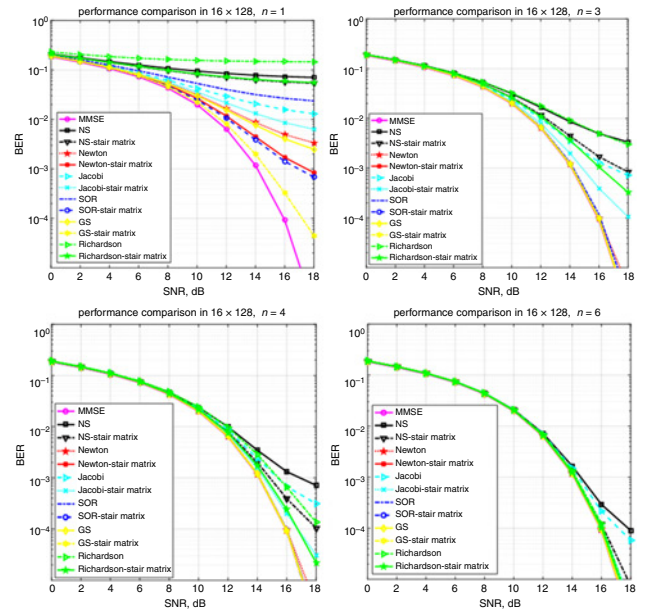 performance comparison in 16 × 128, n = 1
10⁰
10⁻¹
10⁻²
10⁻³
10⁻⁴
BER
MMSE
NS
NS-stair matrix
Newton
Newton-stair matrix
Jacobi
Jacobi-stair matrix
SOR
SOR-stair matrix
GS
GS-stair matrix
Richardson
Richardson-stair matrix
0 2 4 6 8 10 12 14 16 18
SNR, dB
performance comparison in 16 × 128, n = 3
10⁰
10⁻¹
10⁻²
10⁻³
10⁻⁴
BER
MMSE
NS
NS-stair matrix
Newton
Newton-stair matrix
Jacobi
Jacobi-stair matrix
SOR
SOR-stair matrix
GS
GS-stair matrix
Richardson
Richardson-stair matrix
0 2 4 6 8 10 12 14 16 18
SNR, dB
performance comparison in 16 × 128, n = 4
10⁰
10⁻¹
10⁻²
10⁻³
10⁻⁴
BER
MMSE
NS
NS-stair matrix
Newton
Newton-stair matrix
Jacobi
Jacobi-stair matrix
SOR
SOR-stair matrix
GS
GS-stair matrix
Richardson
Richardson-stair matrix
0 2 4 6 8 10 12 14 16 18
SNR, dB
performance comparison in 16 × 128, n = 6
10⁰
10⁻¹
10⁻²
10⁻³
10⁻⁴
BER
MMSE
NS
NS-stair matrix
Newton
Newton-stair matrix
Jacobi
Jacobi-stair matrix
SOR
SOR-stair matrix
GS
GS-stair matrix
Richardson
Richardson-stair matrix
0 2 4 6 8 10 12 14 16 18
SNR, dB